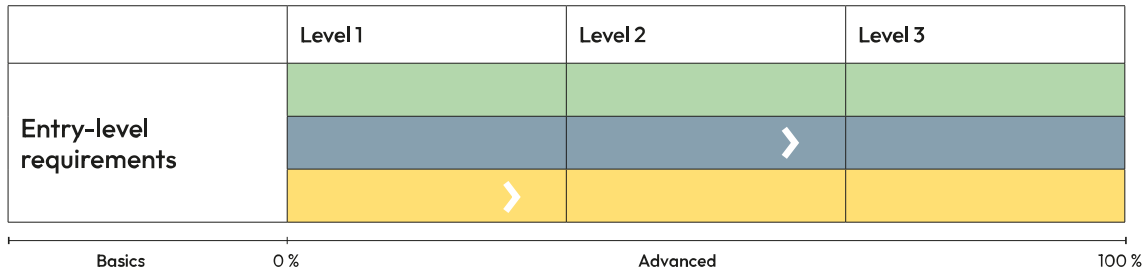 Level 1
Level 2
Level 3
Entry-level
requirements
Basics
0 %
Advanced
100 %